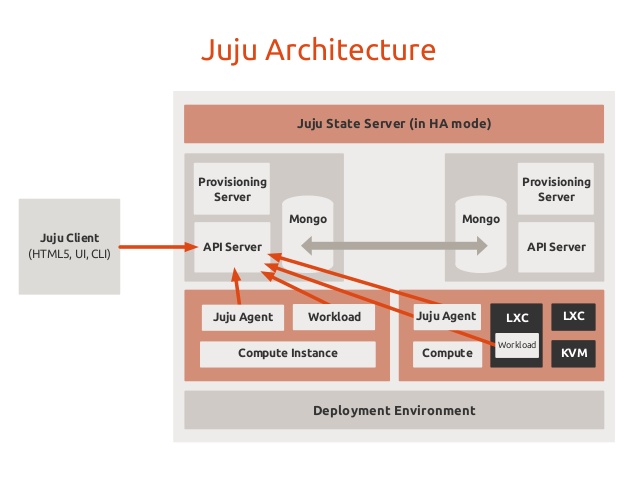 Juju Architecture
Juju State Server (in HA mode)
Provisioning
Server
Mongo
API Server
Mongo
Provisioning
Server
API Server
Juju Client
(HTML5, UI, CLI)
Juju Agent
Workload
Compute Instance
Juju Agent
Compute
LXC
Workload
LXC
KVM
Deployment Environment